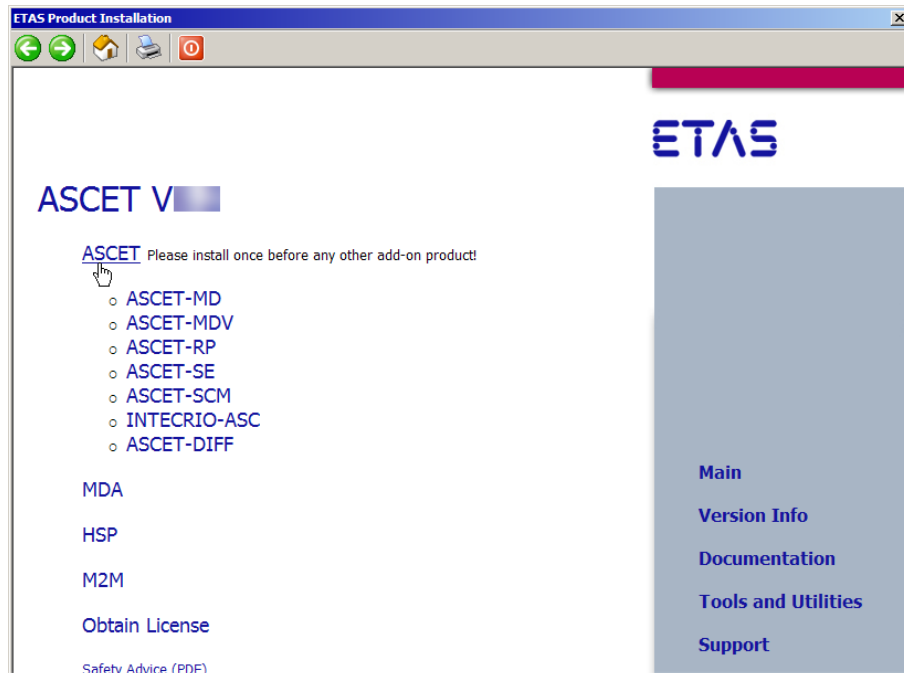 ETAS Product Installation
ETAS
ASCET V
ASCET Please install once before any other add-on product!
ASCET-MD
ASCET-MDV
ASCET-RP
ASCET-SE
ASCET-SCM
INTECRIO-ASC
ASCET-DIFF
MDA
HSP
M2M
Obtain License
Safety Advice (PDF)
Main
Version Info
Documentation
Tools and Utilities
Support